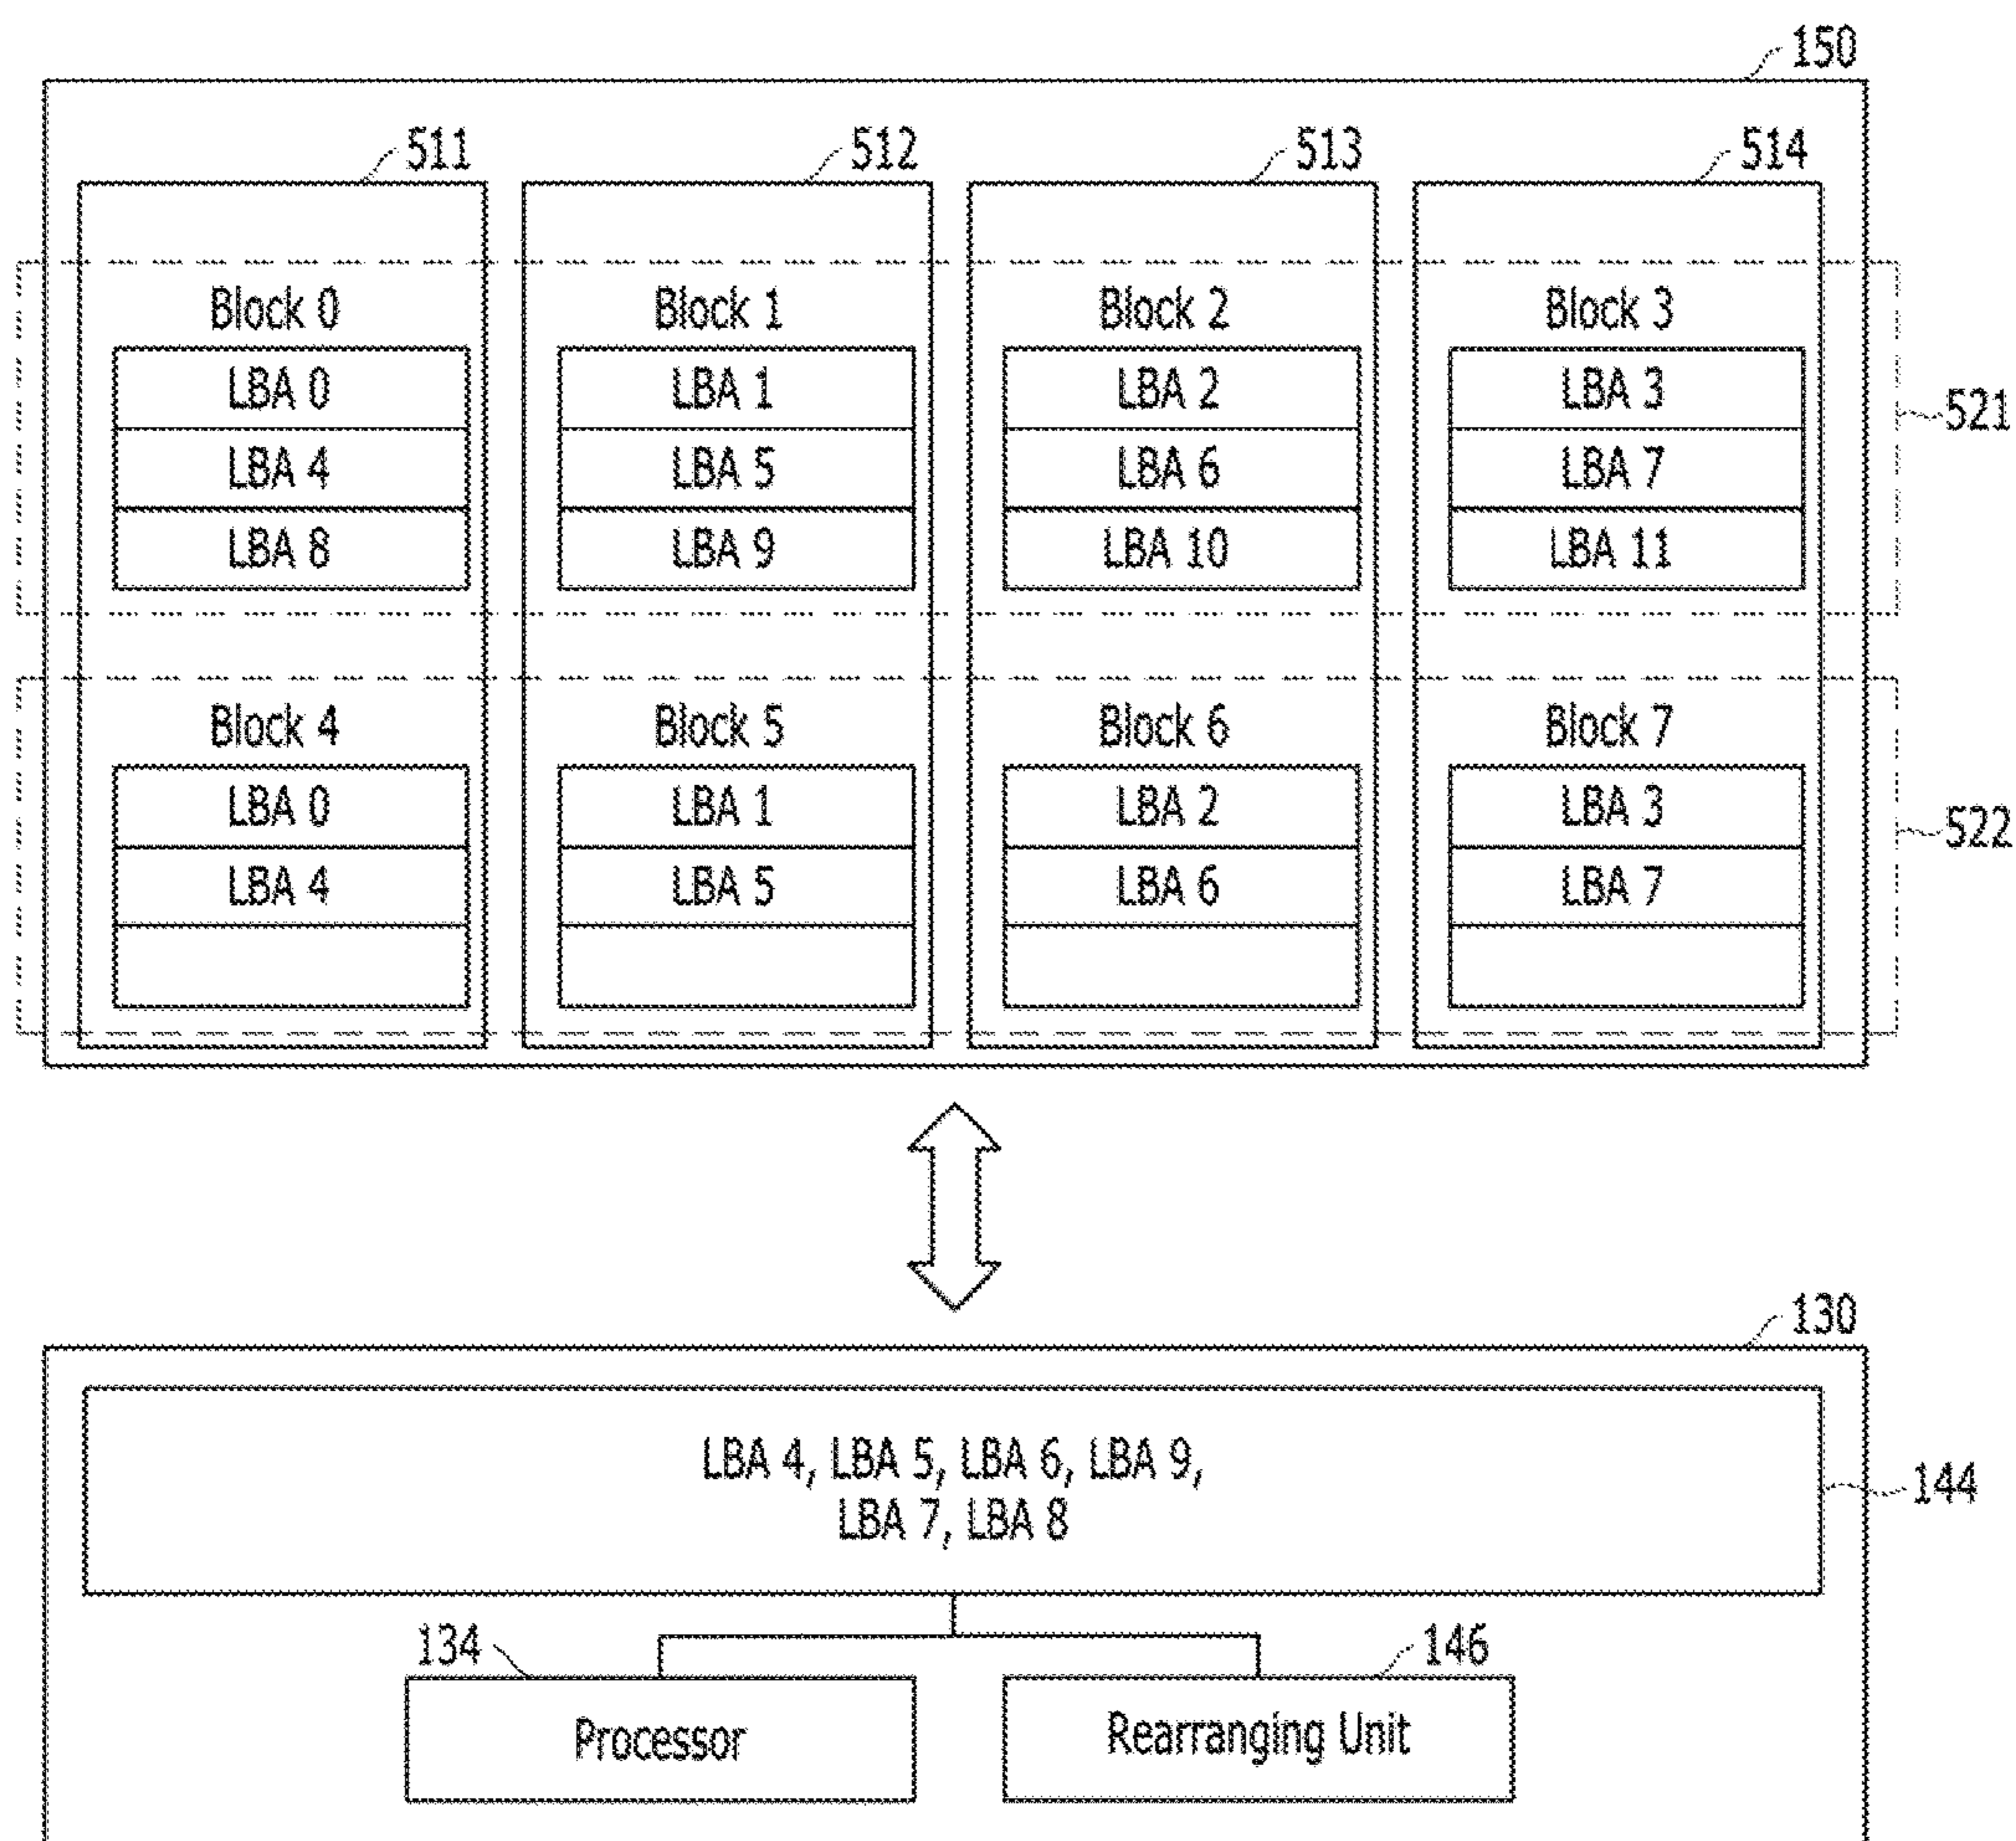 150
511 512 513 514
Block 0 Block 1 Block 2 Block 3
LBA 0 LBA 1 LBA 2 LBA 3
521
LBA 4 LBA 5 LBA 6 LBA 7
LBA 8 LBA 9 LBA 10 LBA 11
Block 4 Block 5 Block 6 Block 7
LBA 0 LBA 1 LBA 2 LBA 3
522
LBA 4 LBA 5 LBA 6 LBA 7
130
LBA 4, LBA 5, LBA 6, LBA 9,
LBA 7, LBA 8
144
134 146
Processor Rearranging Unit